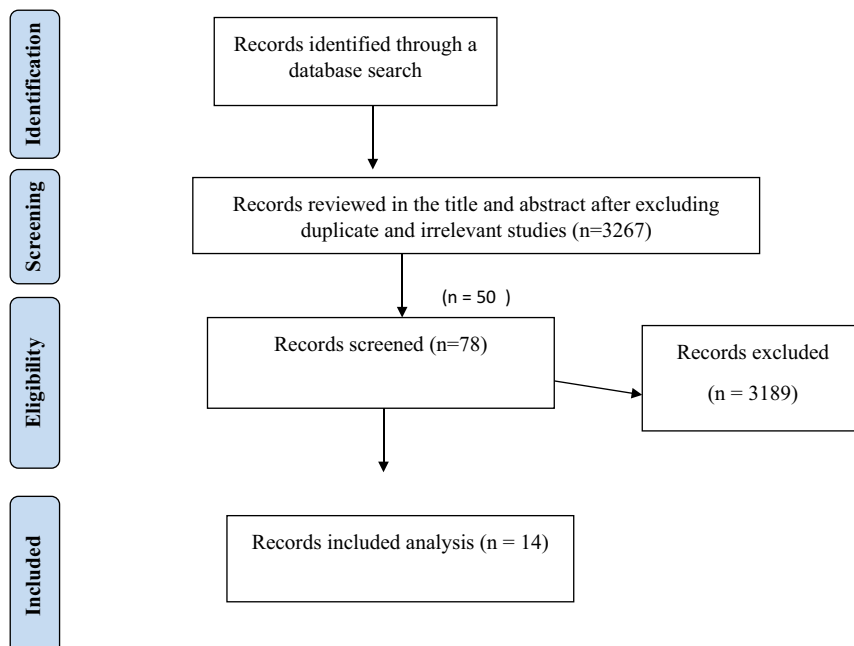 Identification
Records identified through a
database search
Screening
Records reviewed in the title and abstract after excluding
duplicate and irrelevant studies (n=3267)
(n = 50 )
Eligibility
Records screened (n=78)
Records excluded
(n = 3189)
Included
Records included analysis (n = 14)